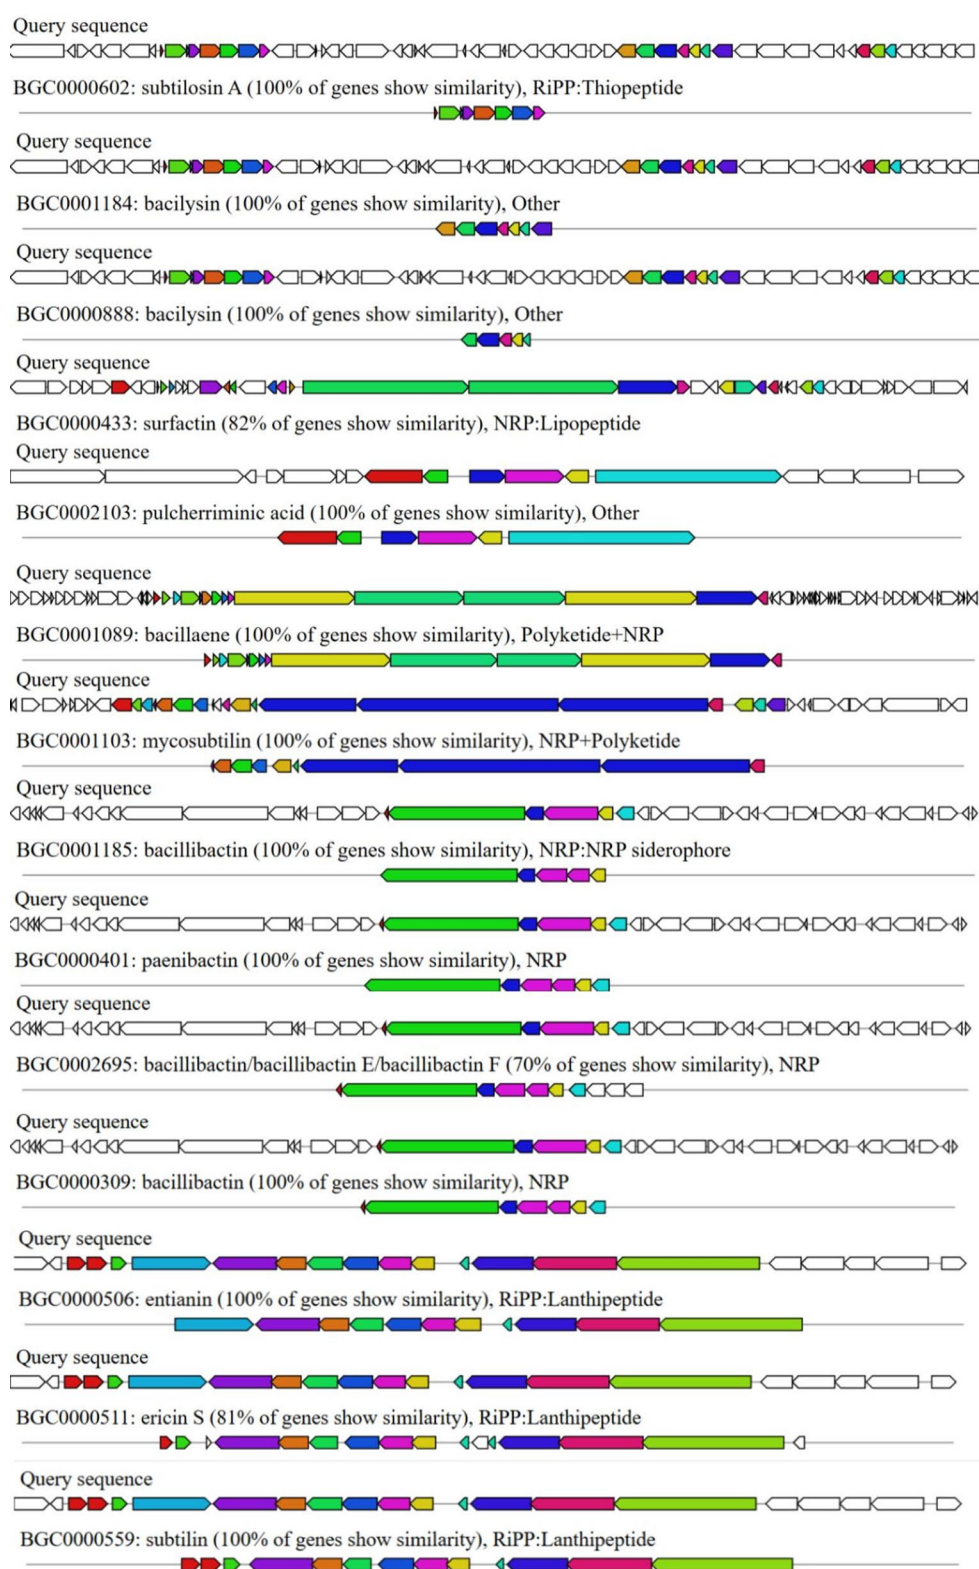 Query sequence
BGC0000602: subtilosin A (100% of genes show similarity), RiPP:Thiopeptide
Query sequence
BGC0001184: bacilysin (100% of genes show similarity), Other
Query sequence
BGC0000888: bacilysin (100% of genes show similarity), Other
Query sequence
BGC0000433: surfactin (82% of genes show similarity), NRP:Lipopeptide
Query sequence
BGC0002103: pulcherriminic acid (100% of genes show similarity), Other
Query sequence
BGC0001089: bacillaene (100% of genes show similarity), Polyketide+NRP
Query sequence
BGC0001103: mycosubtilin (100% of genes show similarity), NRP+Polyketide
Query sequence
BGC0001185: bacillibactin (100% of genes show similarity), NRP:NRP siderophore
Query sequence
BGC0000401: paenibactin (100% of genes show similarity), NRP
Query sequence
BGC0002695: bacillibactin/bacillibactin E/bacillibactin F (70% of genes show similarity), NRP
Query sequence
BGC0000309: bacillibactin (100% of genes show similarity), NRP
Query sequence
BGC0000506: entianin (100% of genes show similarity), RiPP:Lanthipeptide
Query sequence
BGC0000511: ericin S (81% of genes show similarity), RiPP:Lanthipeptide
Query sequence
BGC0000559: subtilin (100% of genes show similarity), RiPP:Lanthipeptide